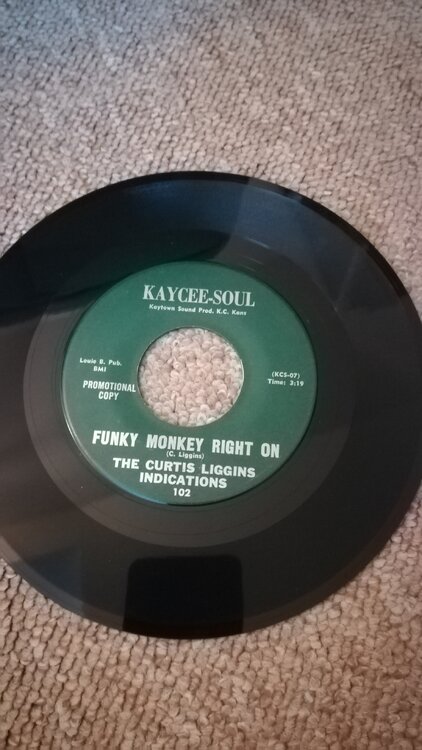 KAYCEE-SOUL
Kaytown Sound Prod. K.C. Kans
Louie B. Pub.
BMI
PROMOTIONAL
COPY
(KCS-07)
Time: 2:19
FUNKY MONKEY RIGHT ON
(C. Liggins)
THE CURTIS LIGGINS
INDICATIONS
102